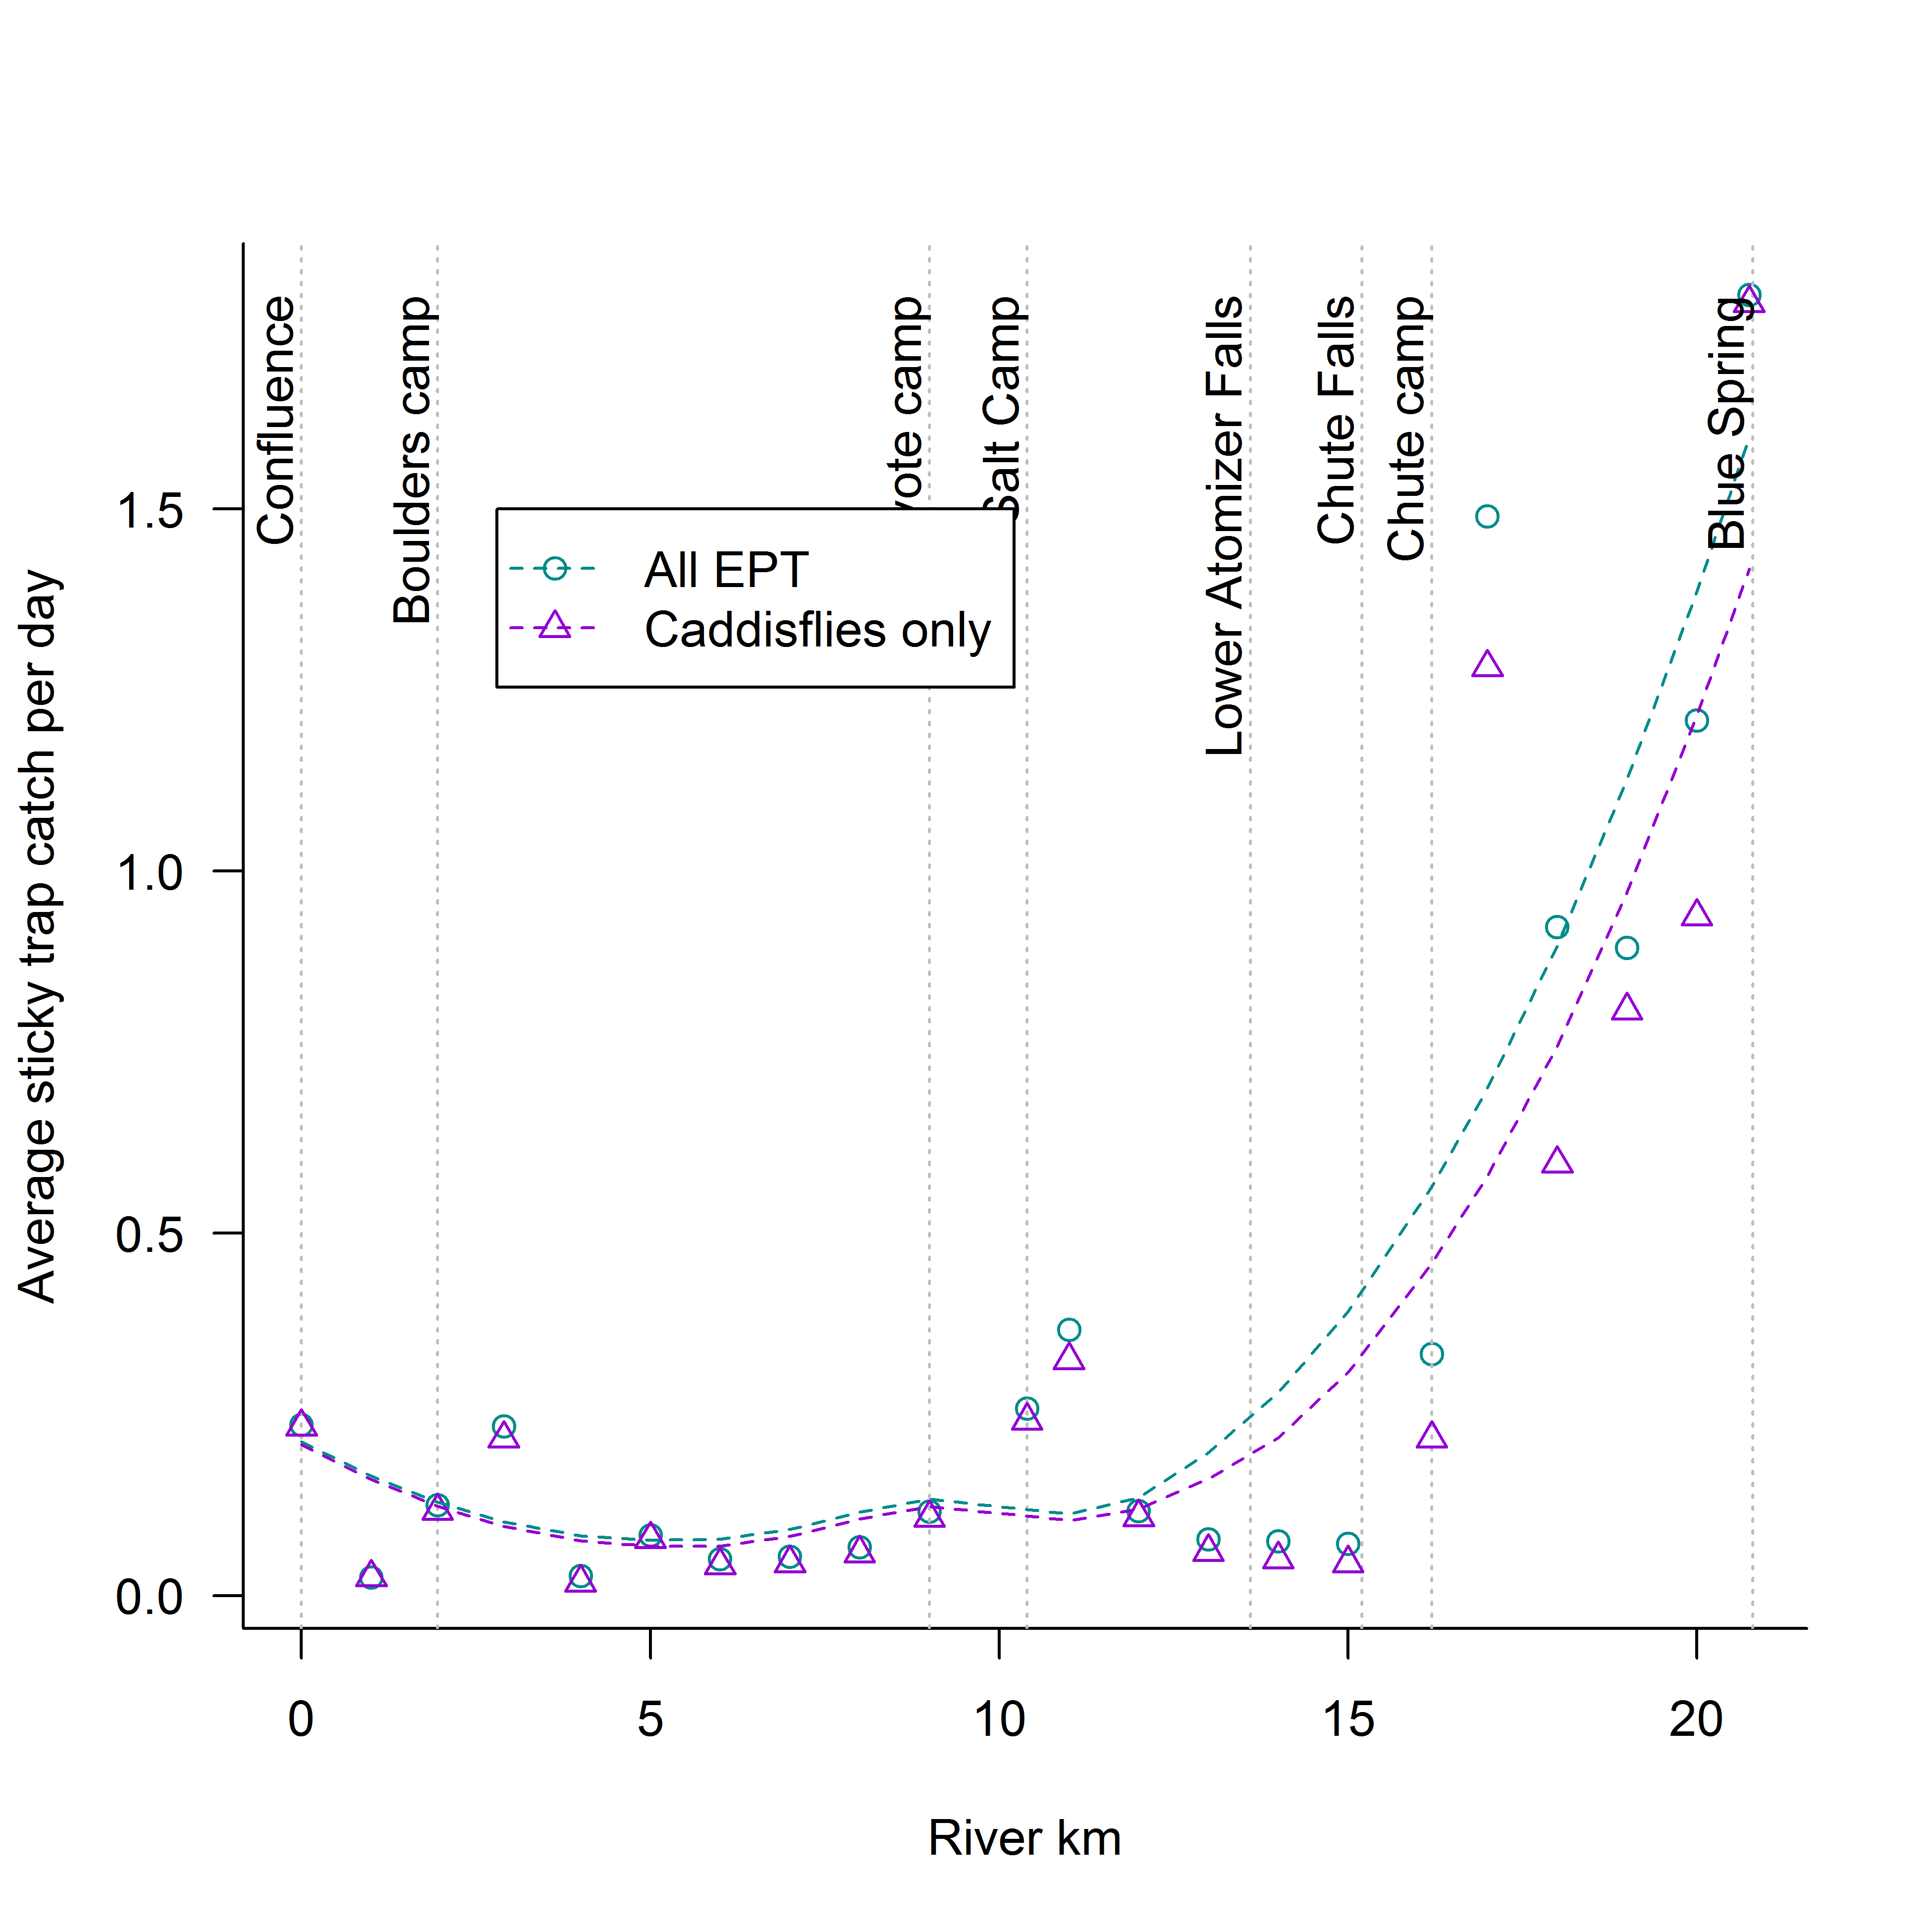 Confluence
Boulders camp
camp
Salt Camp
Lower Atomizer Falls
Chute Falls
Chute camp
Blue Spring
All EPT
Caddisflies only
Average sticky trap catch per day
1.5
1.0
0.5
0.0
0 5 10 15 20
River km